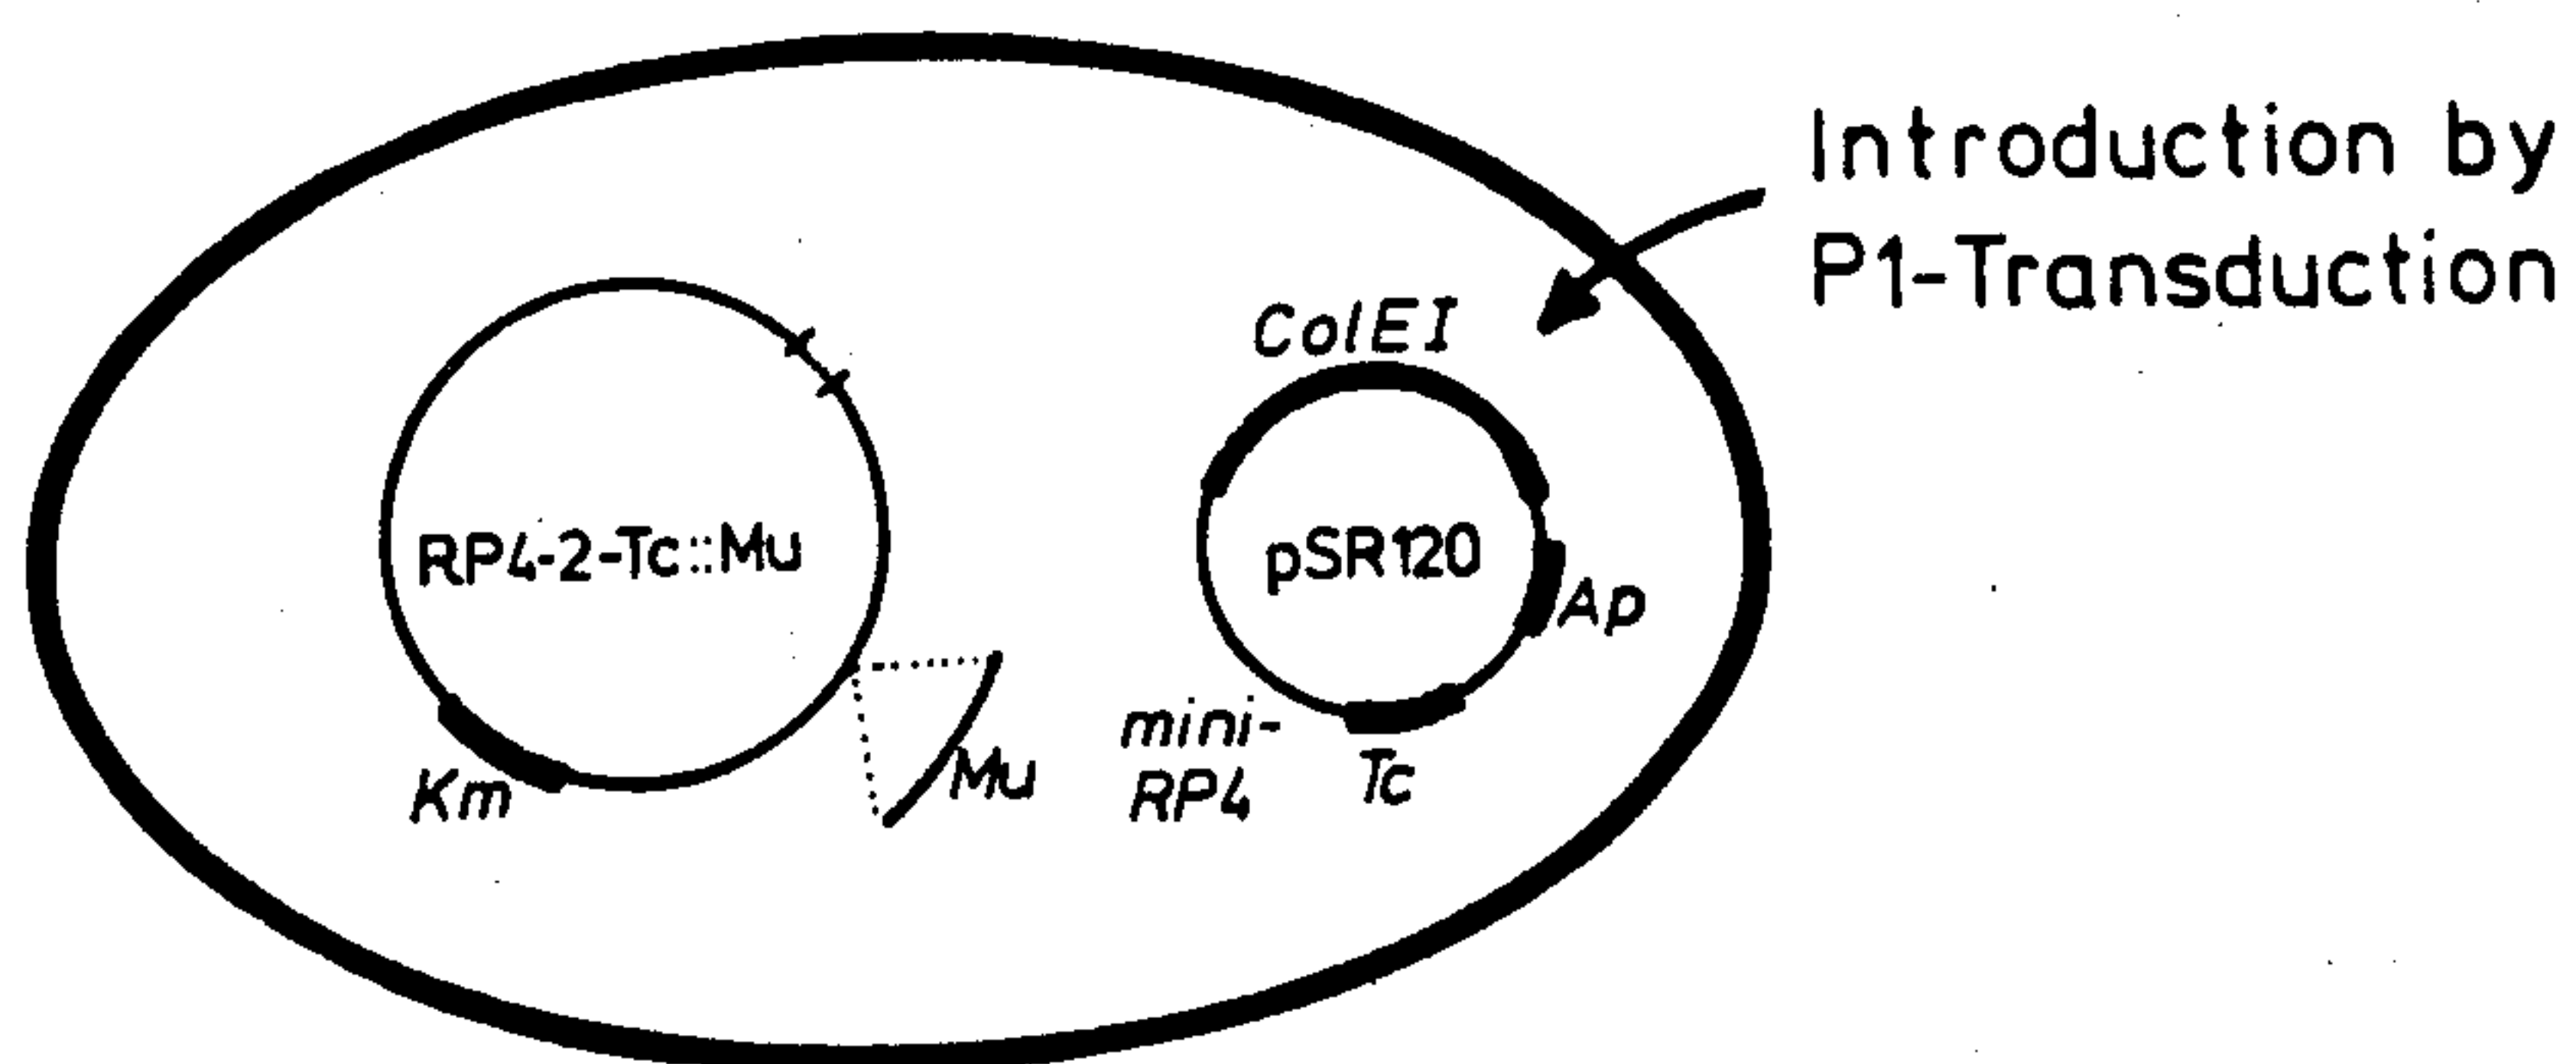 Introduction by
P1-Transduction
ColEI
RP4-2-Tc::Mu
pSR120
Ap
Km
Mu
mini-
RP4
Tc